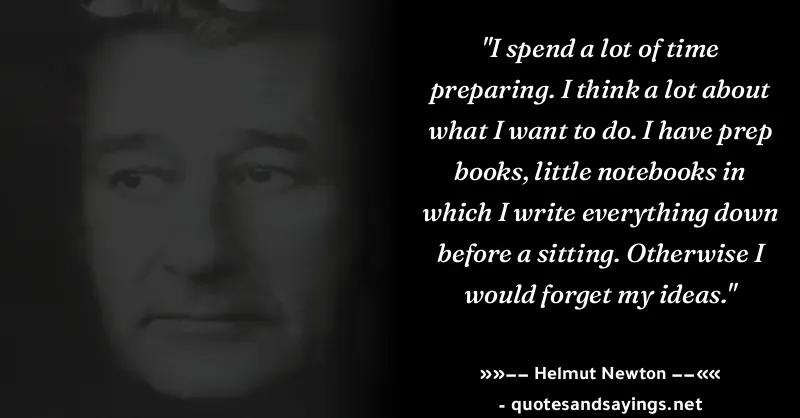 "I spend a lot of time
preparing. I think a lot about
what I want to do. I have prep
books, little notebooks in
which I write everything down
before a sitting. Otherwise I
would forget my ideas."
»»−− Helmut Newton −−««
- quotesandsayings.net